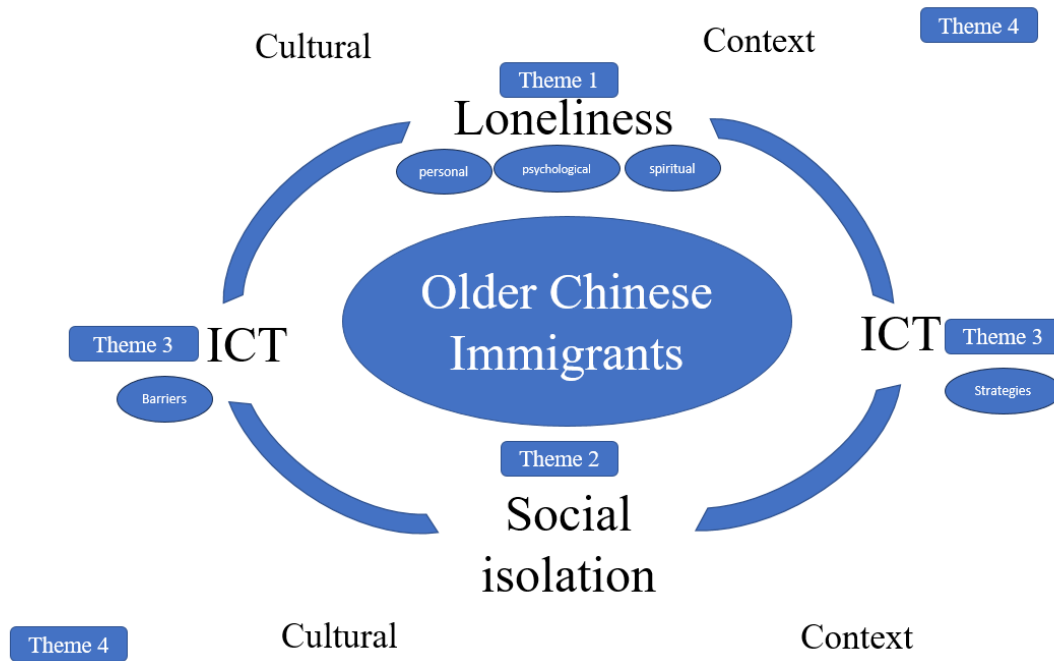 Theme 4
Cultural
Context
Theme 1
Loneliness
personal
psychological
spiritual
Older Chinese
Immigrants
Theme 3
ICT
ICT
Theme 3
Barriers
Strategies
Theme 2
Social
isolation
Cultural
Context
Theme 4